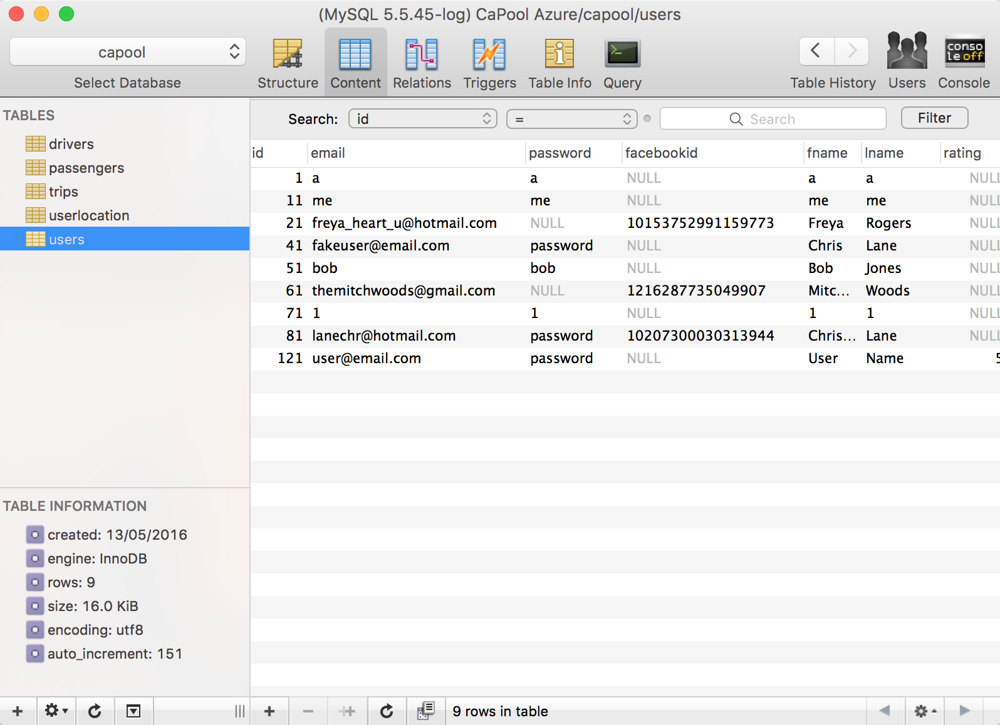 (MySQL 5.5.45-log) CaPool Azure/capool/users
capool
Select Database
Structure
Content
Relations
Triggers
Table Info
Query
Table History
Users
conso
leoff
Console
TABLES
drivers
passengers
trips
userlocation
users
Search: id = Search Filter
id email password facebookid fname lname rating
1 a a NULL a a NULL
11 me me NULL me me NULL
21 freya_heart_u@hotmail.com NULL 10153752991159773 Freya Rogers NULL
41 fakeuser@email.com password NULL Chris Lane NULL
51 bob bob NULL Bob Jones NULL
61 themitchwoods@gmail.com NULL 1216287735049907 Mitc... Woods NULL
71 1 1 NULL 1 1 NULL
81 lanechr@hotmail.com password 10207300030313944 Chris... Lane NULL
121 user@email.com password NULL User Name 5
TABLE INFORMATION
created: 13/05/2016
engine: InnoDB
rows: 9
size: 16.0 KiB
encoding: utf8
auto_increment: 151
9 rows in table